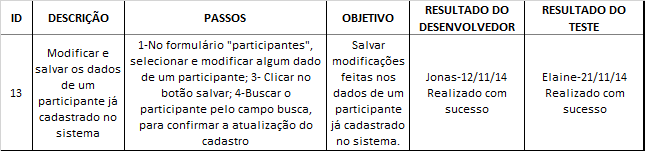 ID DESCRIÇÃO PASSOS OBJETIVO RESULTADO DO DESENVOLVEDOR RESULTADO DO TESTE
13
Modificar e
salvar os dados
de um
participante já
cadastrado no
sistema
1-No formulário "participantes",
selecionar e modificar algum dado
de um participante; 3- Clicar no
botão salvar; 4-Buscar o
participante pelo campo busca,
para confirmar a atualização do
cadastro
Salvar
modificações
feitas nos
dados de um
participante
já cadastrado
no sistema.
Jonas-12/11/14
Realizado com
sucesso
Elaine-21/11/14
Realizado com
sucesso